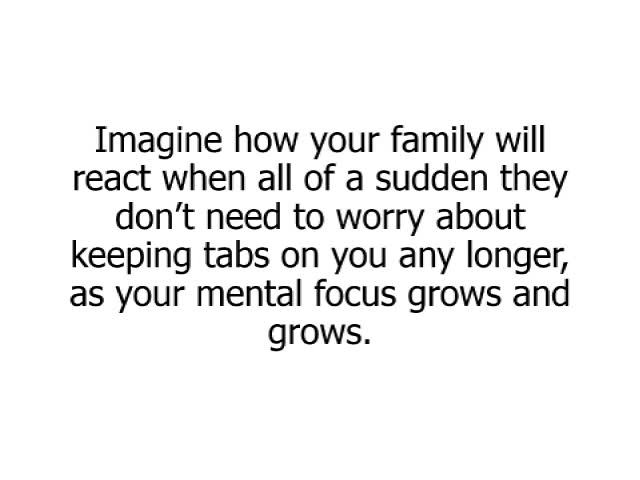 Imagine how your family will
react when all of a sudden they
don’t need to worry about
keeping tabs on you any longer,
as your mental focus grows and
grows.